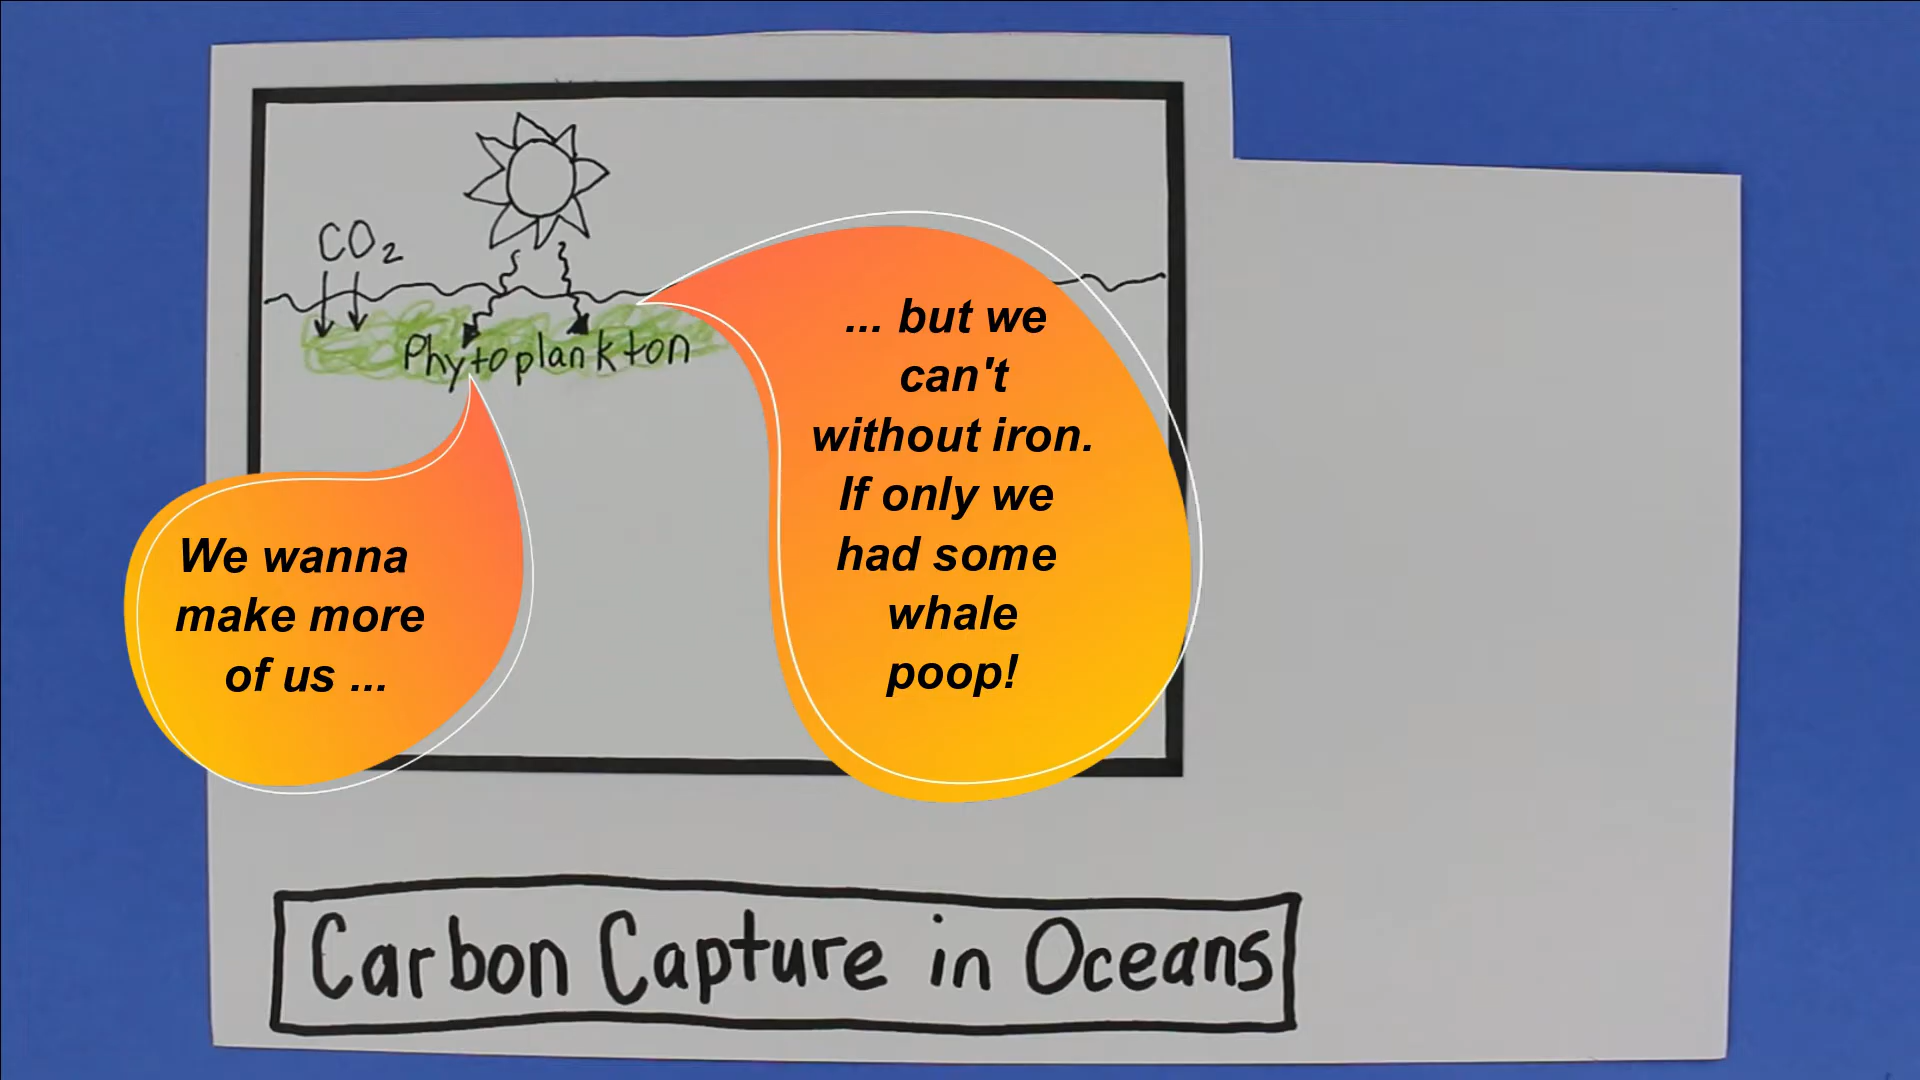 CO₂
Phytoplankton
We wanna
make more
of us ...
... but we
can't
without iron.
If only we
had some
whale
poop!
Carbon Capture in Oceans